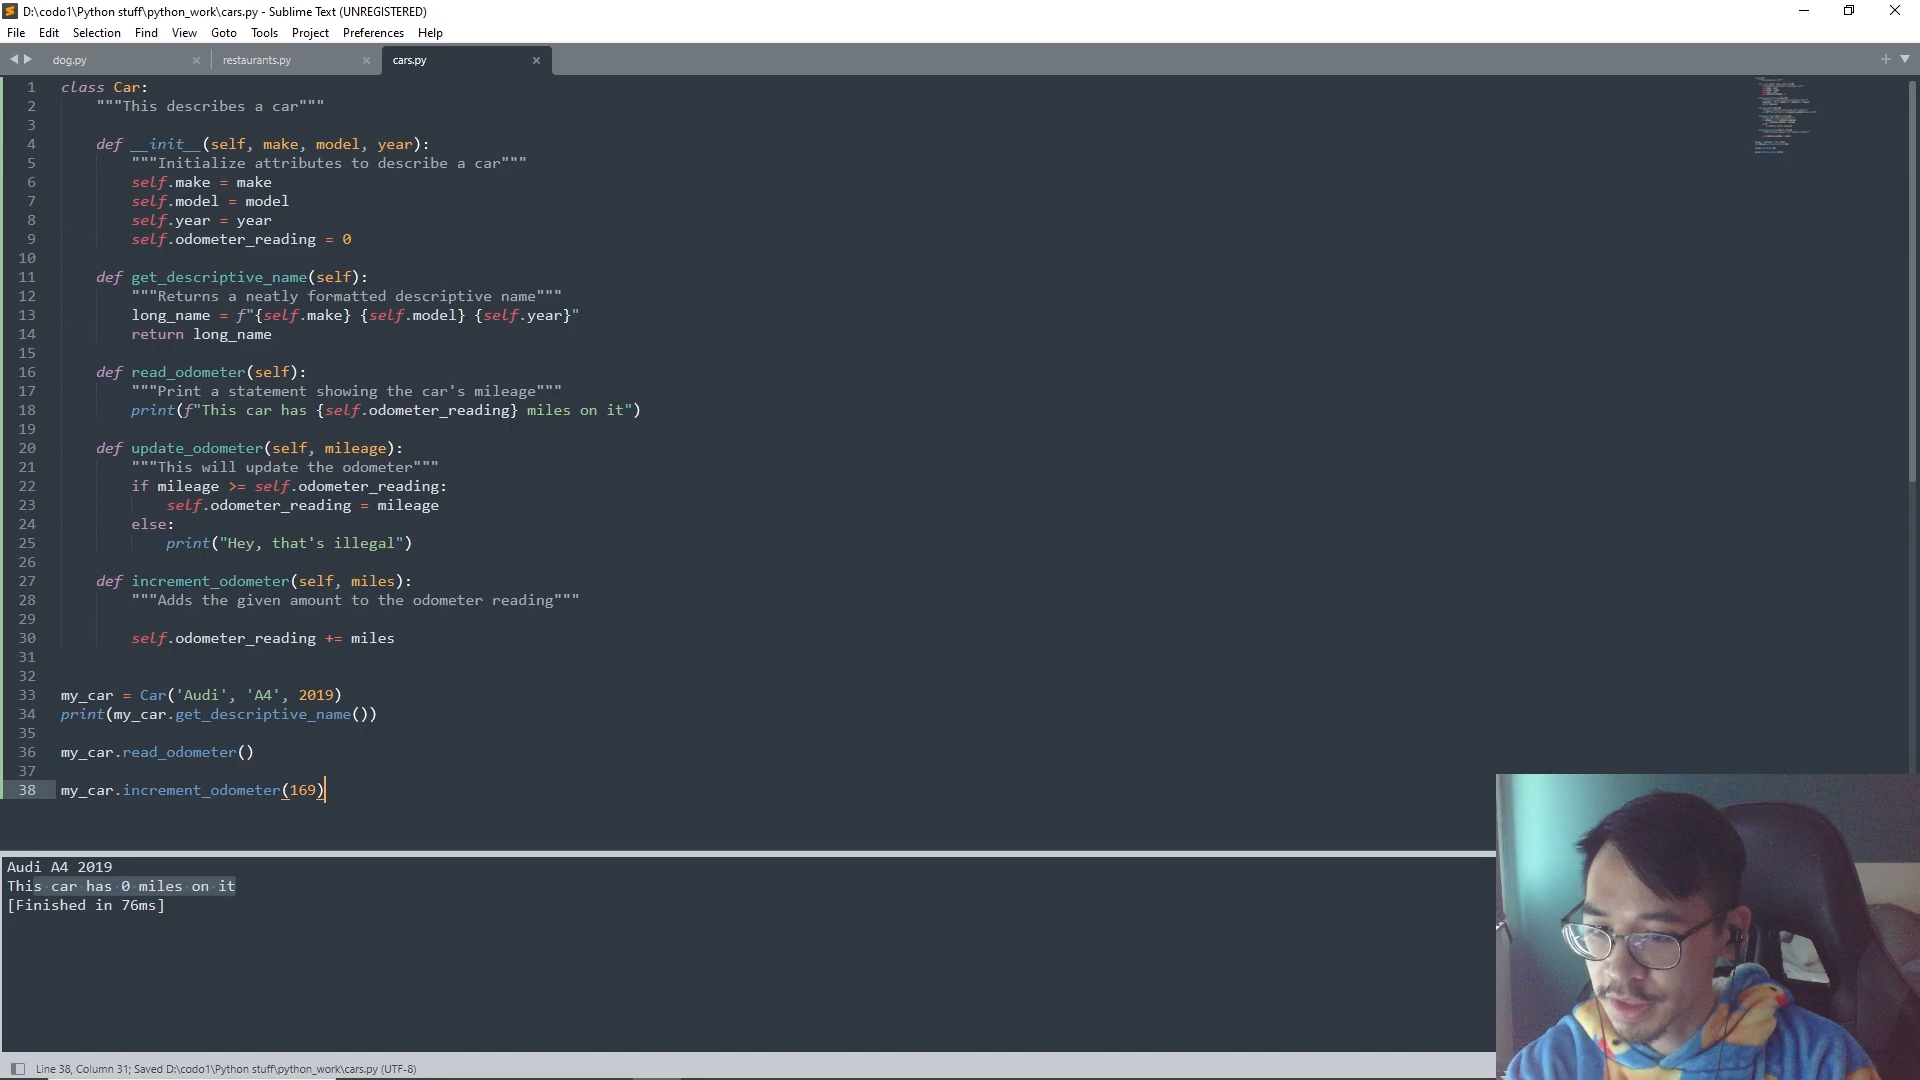 D:\codo1\Python stuff\python_work\cars.py - Sublime Text (UNREGISTERED)
File Edit Selection Find View Goto Tools Project Preferences Help
dog.py restaurants.py cars.py
1 class Car:
2     """This describes a car"""
3
4     def __init__(self, make, model, year):
5         """Initialize attributes to describe a car"""
6         self.make = make
7         self.model = model
8         self.year = year
9         self.odometer_reading = 0
10
11     def get_descriptive_name(self):
12         """Returns a neatly formatted descriptive name"""
13         long_name = f"{self.make} {self.model} {self.year}"
14         return long_name
15
16     def read_odometer(self):
17         """Print a statement showing the car's mileage"""
18         print(f"This car has {self.odometer_reading} miles on it")
19
20     def update_odometer(self, mileage):
21         """This will update the odometer"""
22         if mileage >= self.odometer_reading:
23             self.odometer_reading = mileage
24         else:
25             print("Hey, that's illegal")
26
27     def increment_odometer(self, miles):
28         """Adds the given amount to the odometer reading"""
29
30         self.odometer_reading += miles
31
32
33 my_car = Car('Audi', 'A4', 2019)
34 print(my_car.get_descriptive_name())
35
36 my_car.read_odometer()
37
38 my_car.increment_odometer(169)
Audi A4 2019
This car has 0 miles on it
[Finished in 76ms]
Line 38, Column 31; Saved D:\codo1\Python stuff\python_work\cars.py (UTF-8)